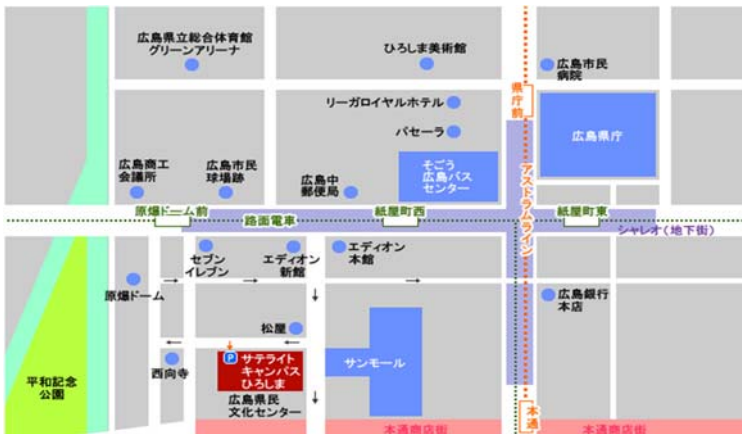 広島県立総合体育館
グリーンアリーナ
ひろしま美術館
広島市民
病院
リーガロイヤルホテル
県庁前
パセーラ
広島県庁
広島商工
会議所
広島市民
球場跡
広島中
郵便局
そごう
広島バス
センター
アストラムライン
原爆ドーム前
路面電車
紙屋町西
紙屋町東
シャレオ(地下街)
セブン
イレブン
エディオン
新館
エディオン
本館
原爆ドーム
広島銀行
本店
松屋
P
サテライト
キャンパス
ひろしま
サンモール
西向寺
平和記念
公園
広島県民
文化センター
本通
本通商店街
本通商店街